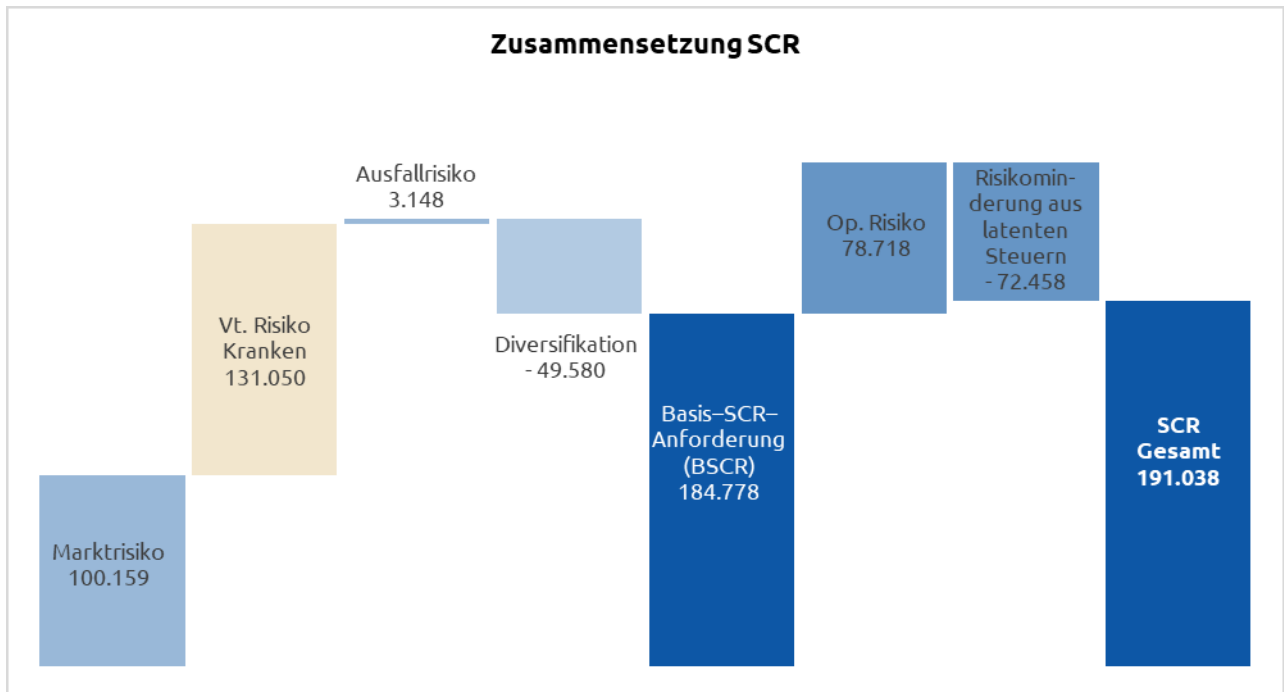 Zusammensetzung SCR
Marktrisiko
100.159
Vt. Risiko
Kranken
131.050
Ausfallrisiko
3.148
Diversifikation
- 49.580
Basis–SCR–
Anforderung
(BSCR)
184.778
Op. Risiko
78.718
Risikomin-
derung aus
latenten
Steuern
- 72.458
SCR
Gesamt
191.038